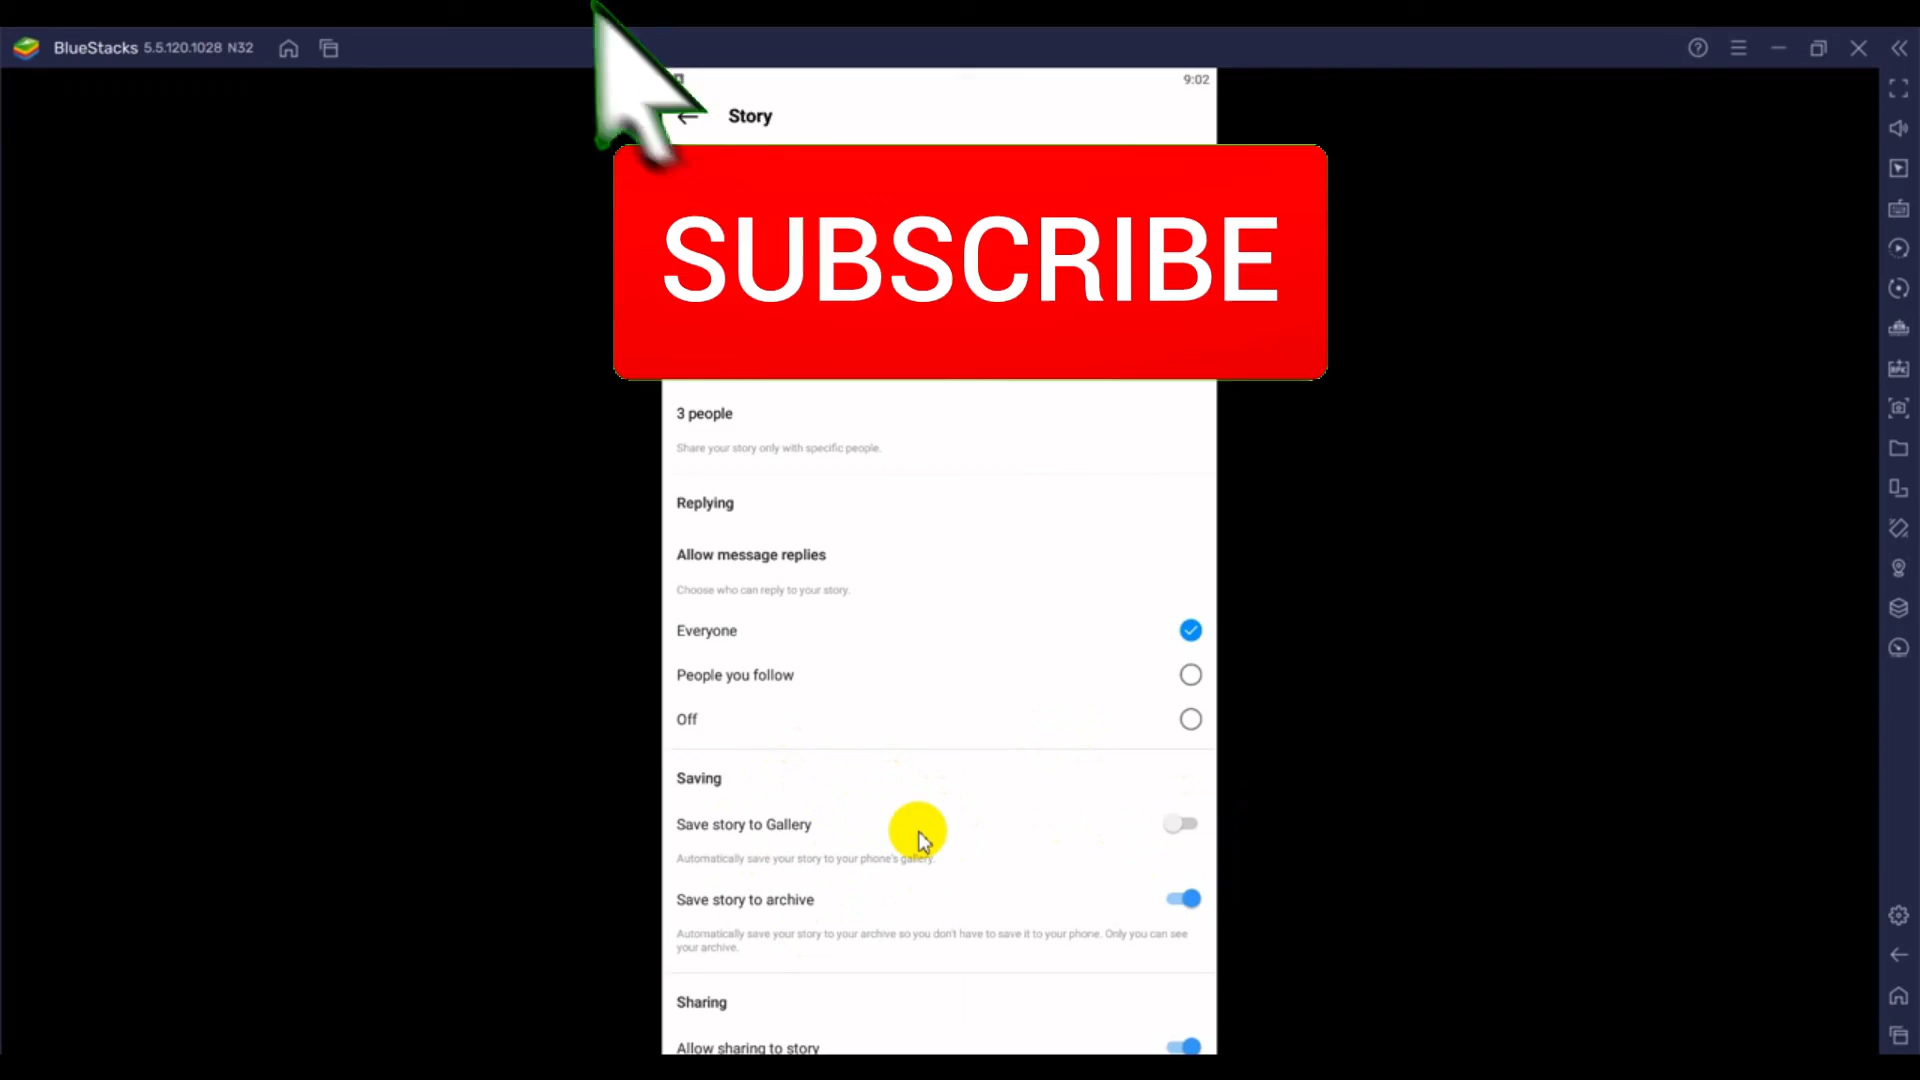 BlueStacks 5.5.120.1028 N32
9:02
Story
SUBSCRIBE
3 people
Share your story only with specific people.
Replying
Allow message replies
Choose who can reply to your story.
Everyone
People you follow
Off
Saving
Save story to Gallery
Automatically save your story to your phone's gallery.
Save story to archive
Automatically save your story to your archive so you don't have to save it to your phone. Only you can see
your archive.
Sharing
Allow sharing to story